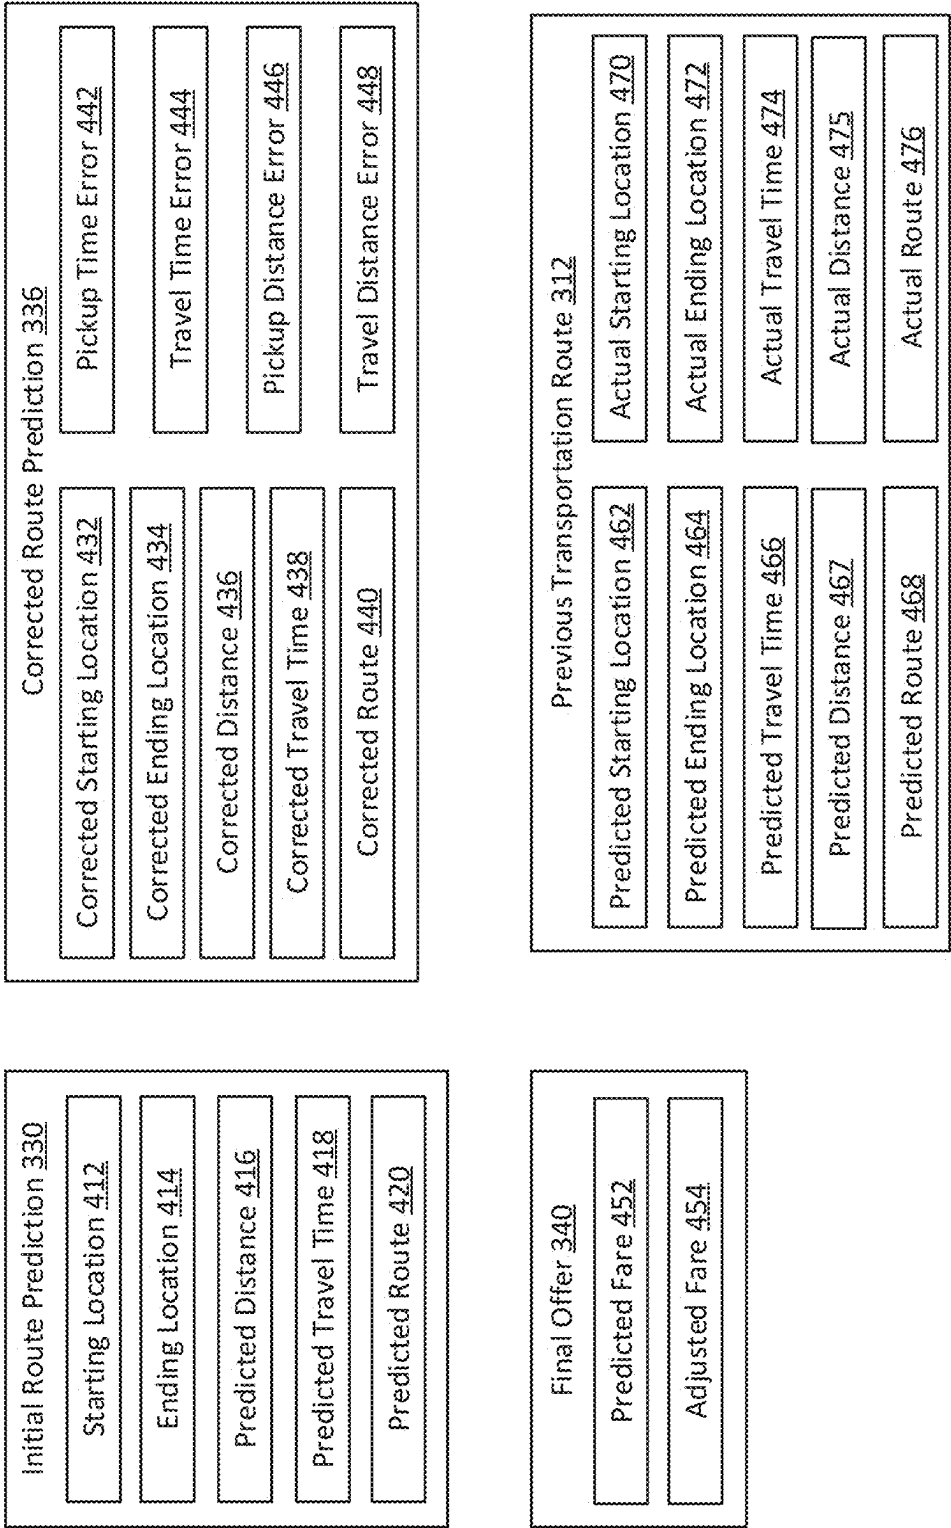 Initial Route Prediction 330
Starting Location 412
Ending Location 414
Predicted Distance 416
Predicted Travel Time 418
Predicted Route 420
Corrected Route Prediction 336
Corrected Starting Location 432
Corrected Ending Location 434
Corrected Distance 436
Corrected Travel Time 438
Corrected Route 440
Pickup Time Error 442
Travel Time Error 444
Pickup Distance Error 446
Travel Distance Error 448
Final Offer 340
Predicted Fare 452
Adjusted Fare 454
Previous Transportation Route 312
Predicted Starting Location 462
Predicted Ending Location 464
Predicted Travel Time 466
Predicted Distance 467
Predicted Route 468
Actual Starting Location 470
Actual Ending Location 472
Actual Travel Time 474
Actual Distance 475
Actual Route 476